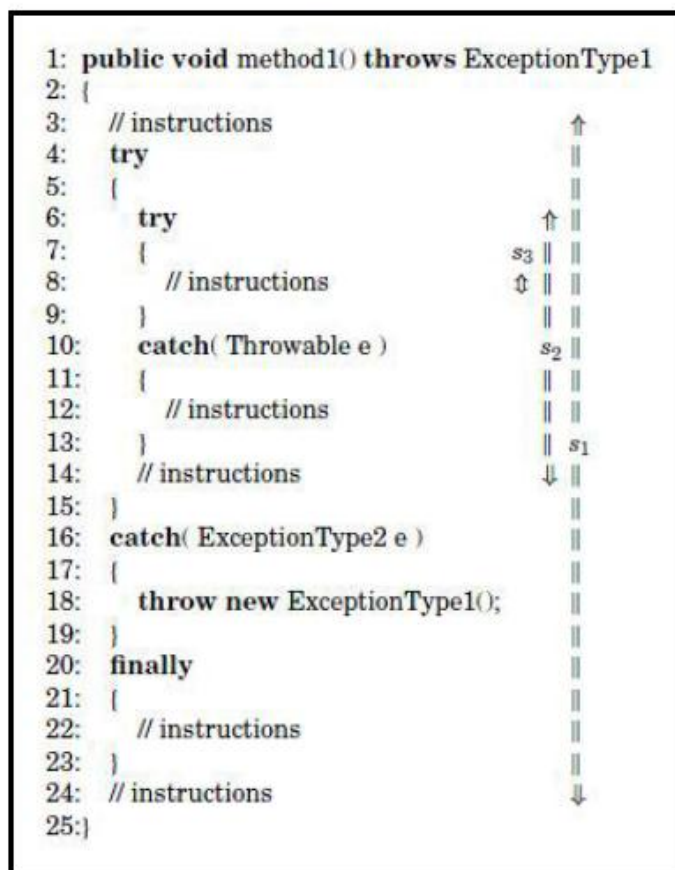 1: public void method1() throws ExceptionType1
2: {
3: // instructions
4: try
5: {
6: try
7: { s3
8: // instructions
9: }
10: catch( Throwable e ) s2
11: {
12: // instructions
13: } s1
14: // instructions
15: }
16: catch( ExceptionType2 e )
17: {
18: throw new ExceptionType1();
19: }
20: finally
21: {
22: // instructions
23: }
24: // instructions
25:}